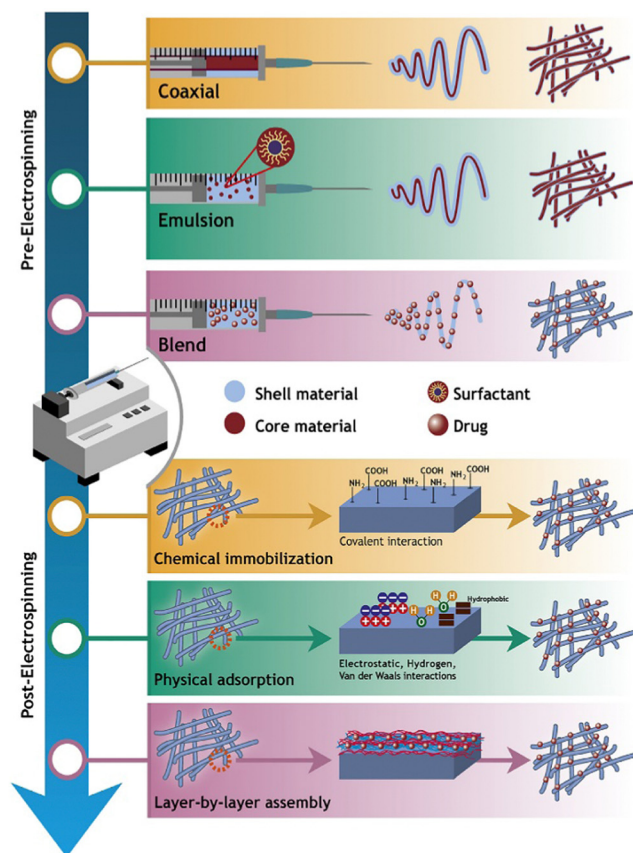 Pre-Electrospinning
Coaxial
Emulsion
Blend
Shell material
Surfactant
Core material
Drug
Post-Electrospinning
COOH COOH COOH
NH2 COOH NH2 NH2 NH2
Chemical immobilization
Covalent interaction
H H H H
Hydrophobic
O O
Physical adsorption
Electrostatic, Hydrogen,
Van der Waals interactions
Layer-by-layer assembly